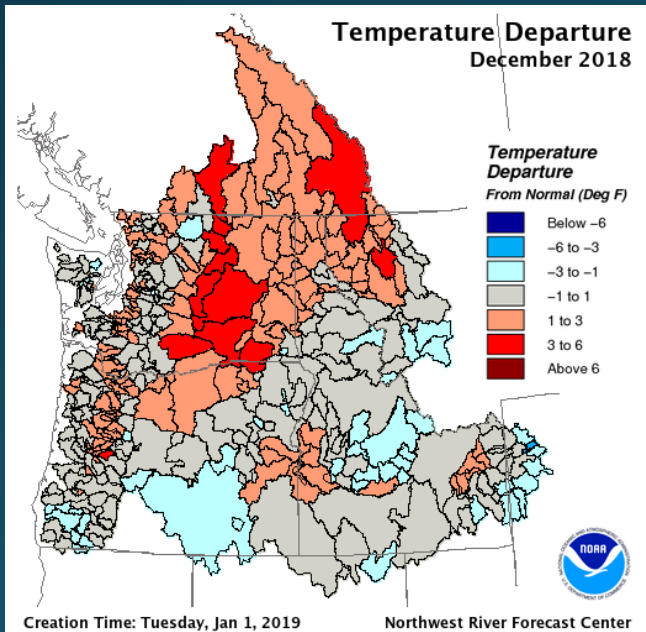 Temperature Departure
December 2018
Temperature
Departure
From Normal (Deg F)
Below −6
−6 to −3
−3 to −1
−1 to 1
1 to 3
3 to 6
Above 6
NOAA
Creation Time: Tuesday, Jan 1, 2019
Northwest River Forecast Center